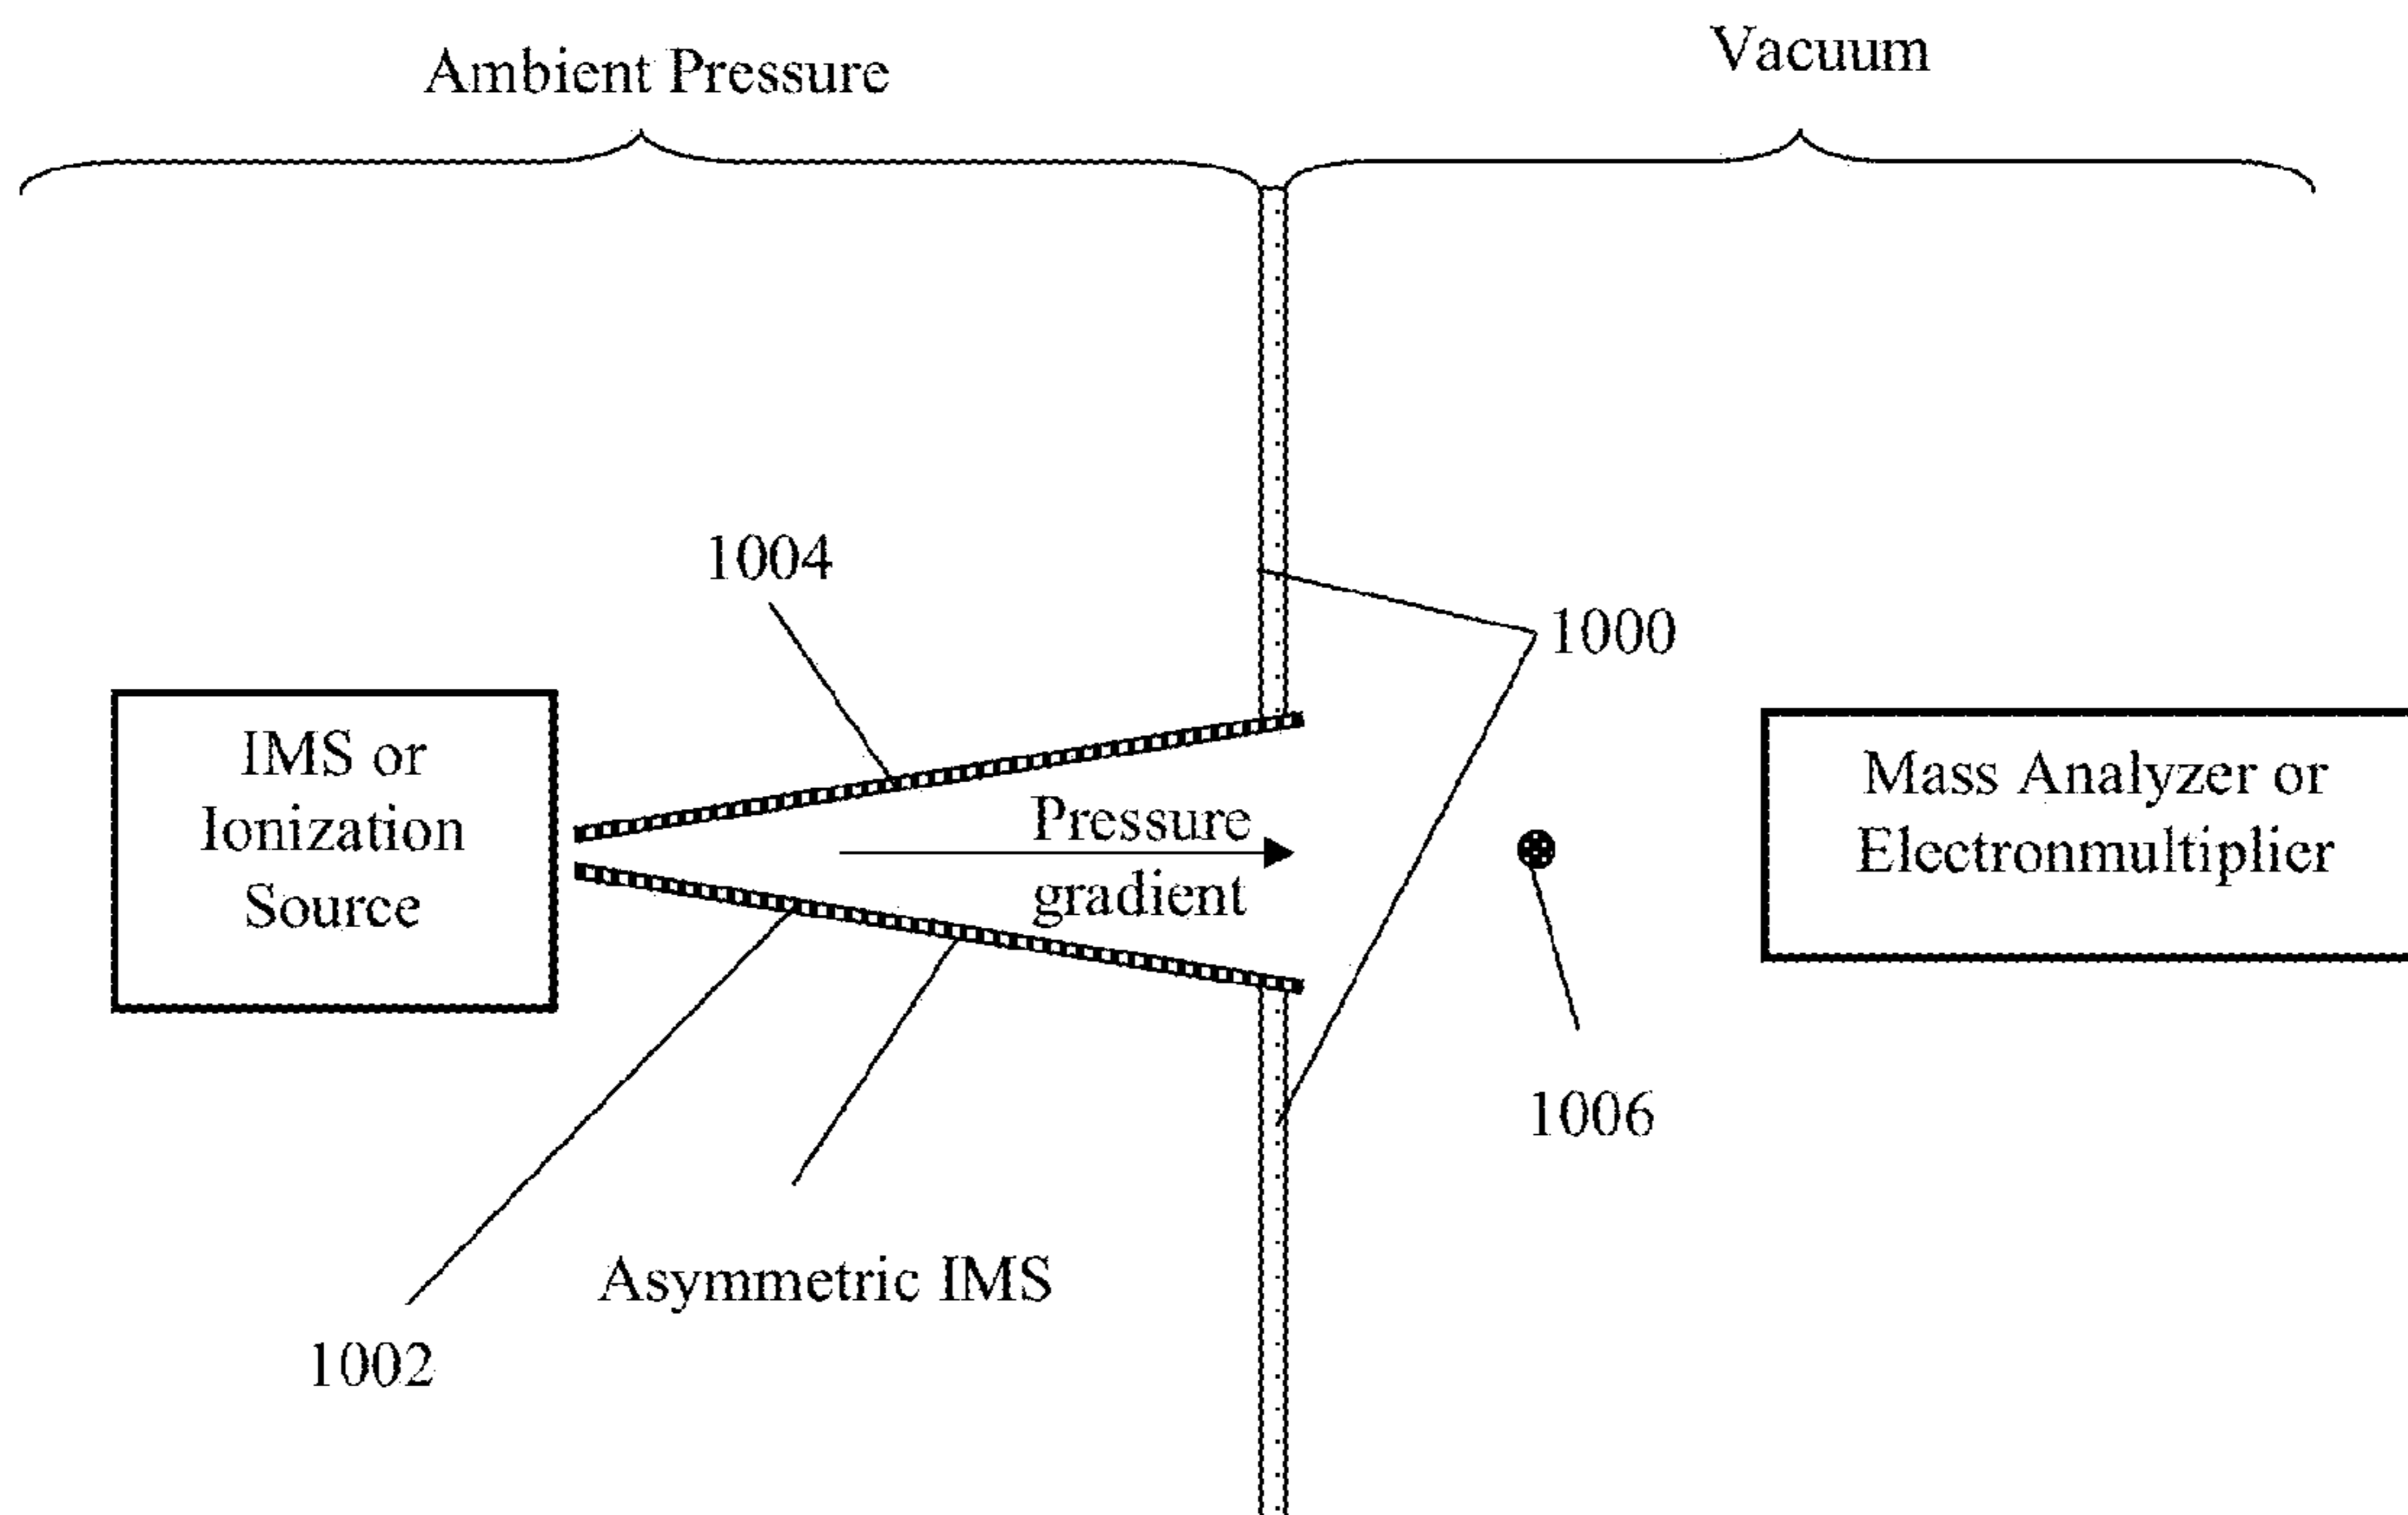 Ambient Pressure
Vacuum
1004
1000
IMS or
Ionization
Source
Pressure
gradient
Mass Analyzer or
Electronmultiplier
1006
Asymmetric IMS
1002